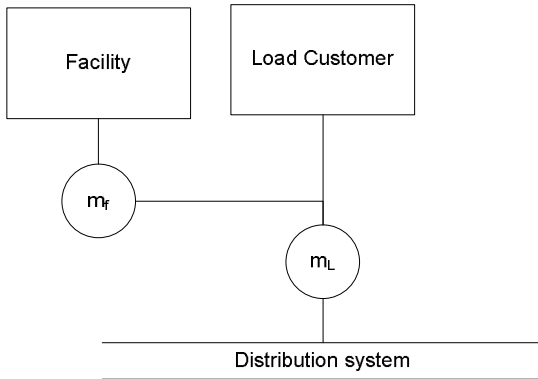 Facility
Load Customer
mf
mL
Distribution system